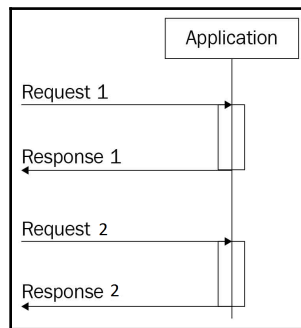 Application
Request 1
Response 1
Request 2
Response 2